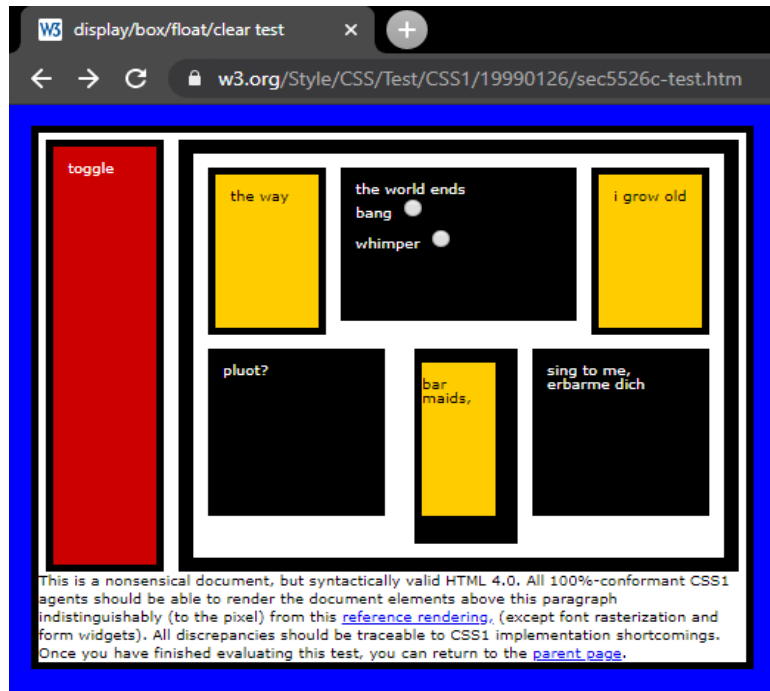 W3 display/box/float/clear test
w3.org/Style/CSS/Test/CSS1/19990126/sec5526c-test.htm
toggle
the way
the world ends
bang
whimper
i grow old
pluot?
bar
maids,
sing to me,
erbarme dich
This is a nonsensical document, but syntactically valid HTML 4.0. All 100%-conformant CSS1
agents should be able to render the document elements above this paragraph
indistinguishably (to the pixel) from this reference rendering, (except font rasterization and
form widgets). All discrepancies should be traceable to CSS1 implementation shortcomings.
Once you have finished evaluating this test, you can return to the parent page.